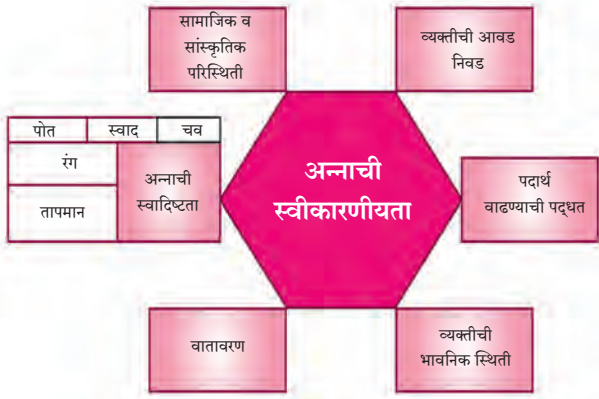 सामाजिक व
सांस्कृतिक
परिस्थिती
व्यक्तीची आवड
निवड
पोत
स्वाद
चव
रंग
तापमान
अन्नाची
स्वादिष्टता
अन्नाची
स्वीकारणीयता
पदार्थ
वाढण्याची पद्धत
वातावरण
व्यक्तीची
भावनिक स्थिती